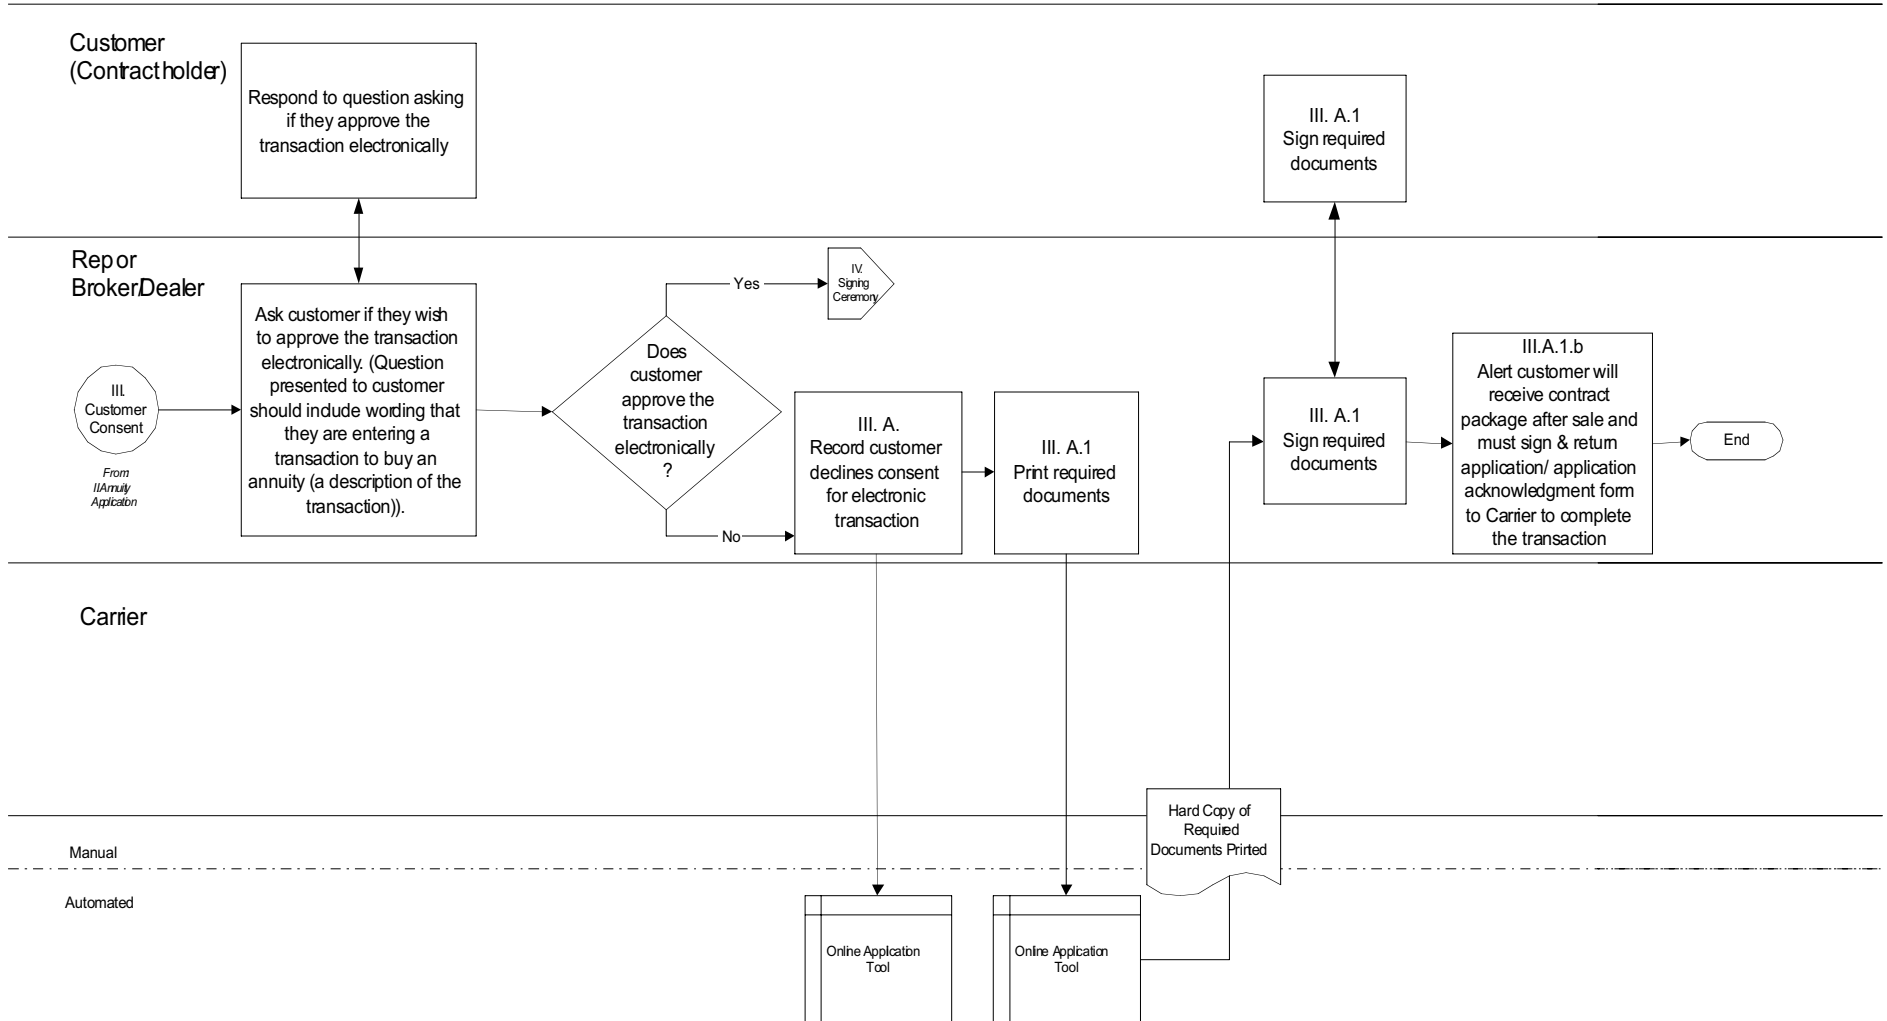 Customer
(Contractholder)
Respond to question asking
if they approve the
transaction electronically
III. A.1
Sign required
documents
Rep or
Broker/Dealer
III.
Customer
Consent
From
II Annuity
Application
Ask customer if they wish
to approve the transaction
electronically. (Question
presented to customer
should include wording that
they are entering a
transaction to buy an
annuity (a description of the
transaction)).
Does
customer
approve the
transaction
electronically
?
Yes
IV.
Signing
Ceremony
No
III. A.
Record customer
declines consent
for electronic
transaction
III. A.1
Print required
documents
III. A.1
Sign required
documents
III.A.1.b
Alert customer will
receive contract
package after sale and
must sign & return
application/ application
acknowledgment form
to Carrier to complete
the transaction
End
Carrier
Hard Copy of
Required
Documents Printed
Manual
Automated
Online Application
Tool
Online Application
Tool